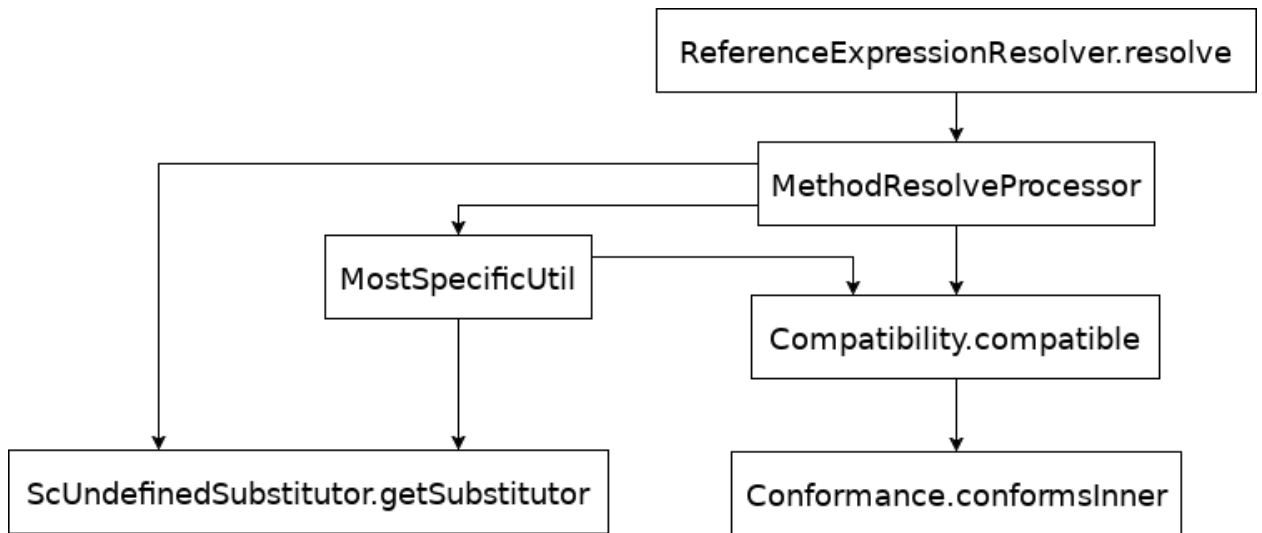 ReferenceExpressionResolver.resolve
MethodResolveProcessor
MostSpecificUtil
Compatibility.compatible
ScUndefinedSubstitutor.getSubstitutor
Conformance.conformsInner